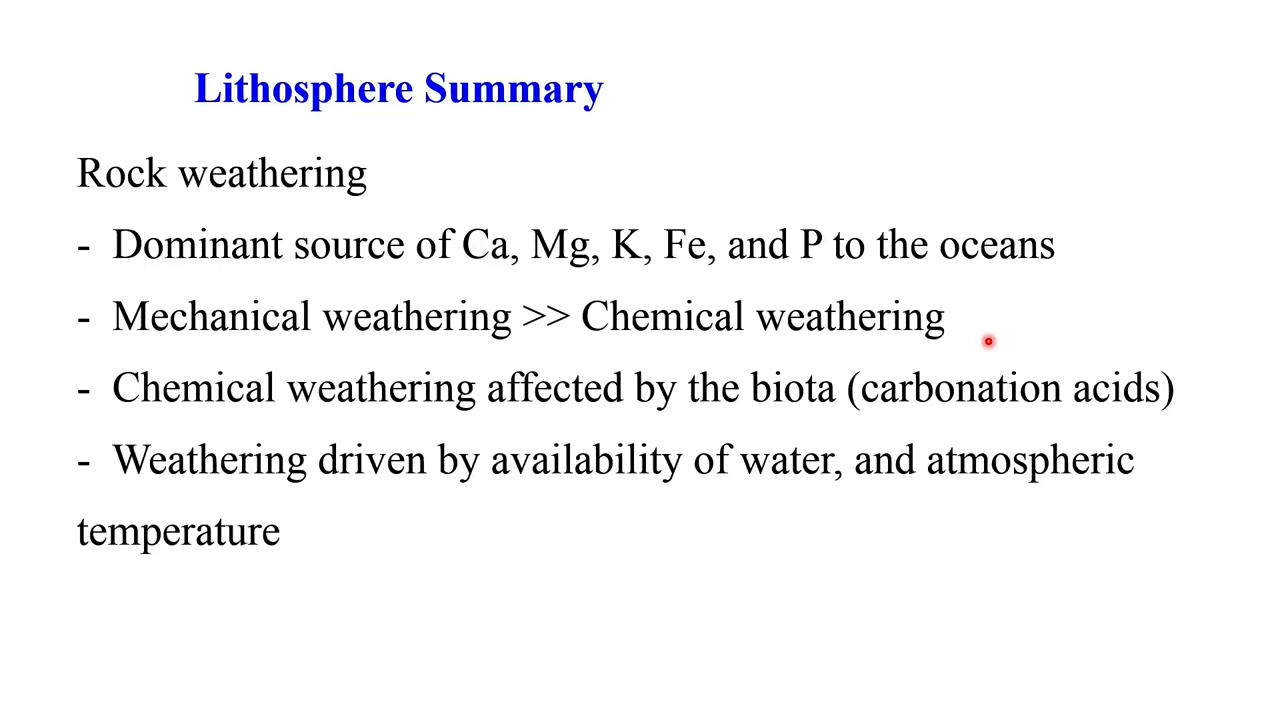 Lithosphere Summary
Rock weathering
- Dominant source of Ca, Mg, K, Fe, and P to the oceans
- Mechanical weathering >> Chemical weathering
- Chemical weathering affected by the biota (carbonation acids)
- Weathering driven by availability of water, and atmospheric
temperature